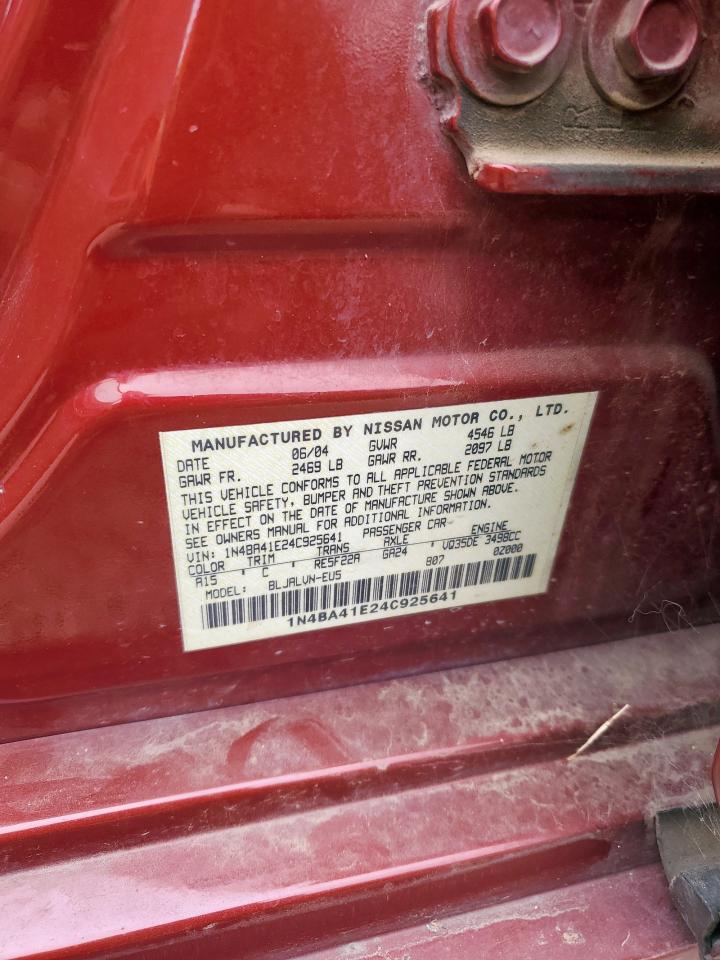 MANUFACTURED BY NISSAN MOTOR CO., LTD.
DATE 06/04 GVWR 4546 LB
GAWR FR. 2469 LB GAWR RR. 2097 LB
THIS VEHICLE CONFORMS TO ALL APPLICABLE FEDERAL MOTOR
VEHICLE SAFETY, BUMPER AND THEFT PREVENTION STANDARDS
IN EFFECT ON THE DATE OF MANUFACTURE SHOWN ABOVE.
SEE OWNERS MANUAL FOR ADDITIONAL INFORMATION
VIN: 1N4BA41E24C925641 PASSENGER CAR
COLOR TRIM TRANS AXLE ENGINE
A15 C RE5F22A GA24 VQ35DE 3498CC
MODEL: BLJALVN-EU5 807 0Z000
1N4BA41E24C925641